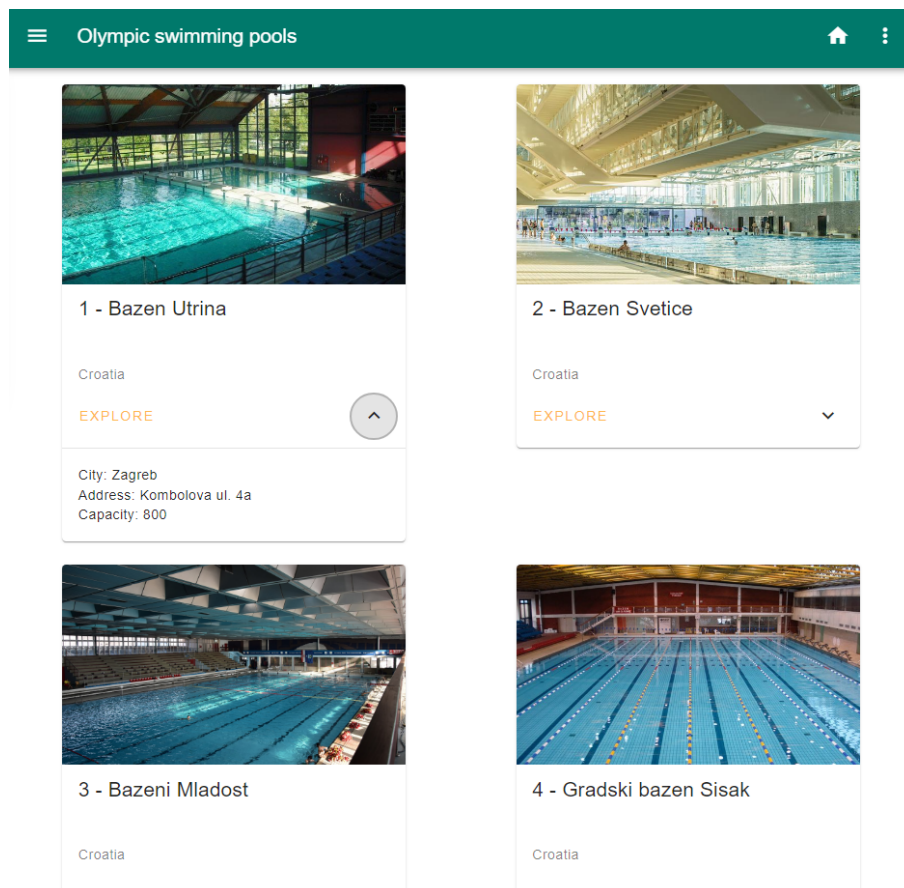 Olympic swimming pools
1 - Bazen Utrina
Croatia
EXPLORE
City: Zagreb
Address: Kombolova ul. 4a
Capacity: 800
2 - Bazen Svetice
Croatia
EXPLORE
3 - Bazeni Mladost
Croatia
4 - Gradski bazen Sisak
Croatia